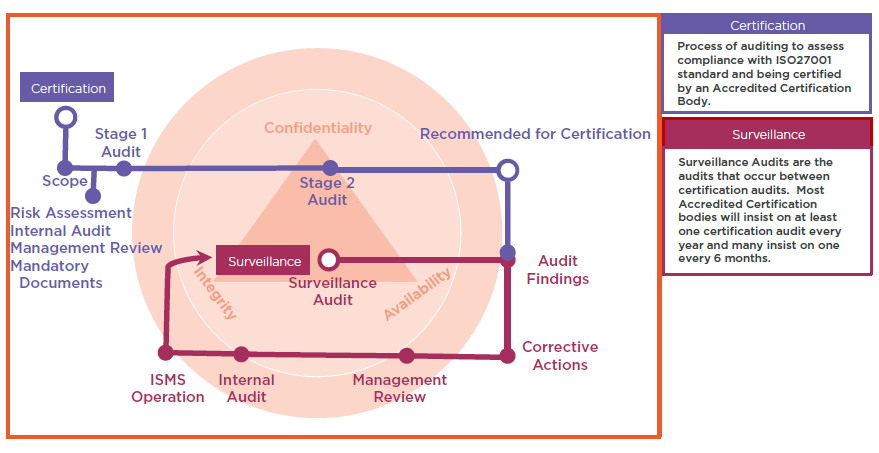 Certification
Stage 1
Audit
Scope
Risk Assessment
Internal Audit
Management Review
Mandatory
Documents
Confidentiality
Recommended for Certification
Stage 2
Audit
Surveillance
Surveillance
Audit
Integrity
Availability
Audit
Findings
Corrective
Actions
ISMS
Operation
Internal
Audit
Management
Review
Certification
Process of auditing to assess
compliance with ISO27001
standard and being certified
by an Accredited Certification
Body.
Surveillance
Surveillance Audits are the
audits that occur between
certification audits. Most
Accredited Certification
bodies will insist on at least
one certification audit every
year and many insist on one
every 6 months.